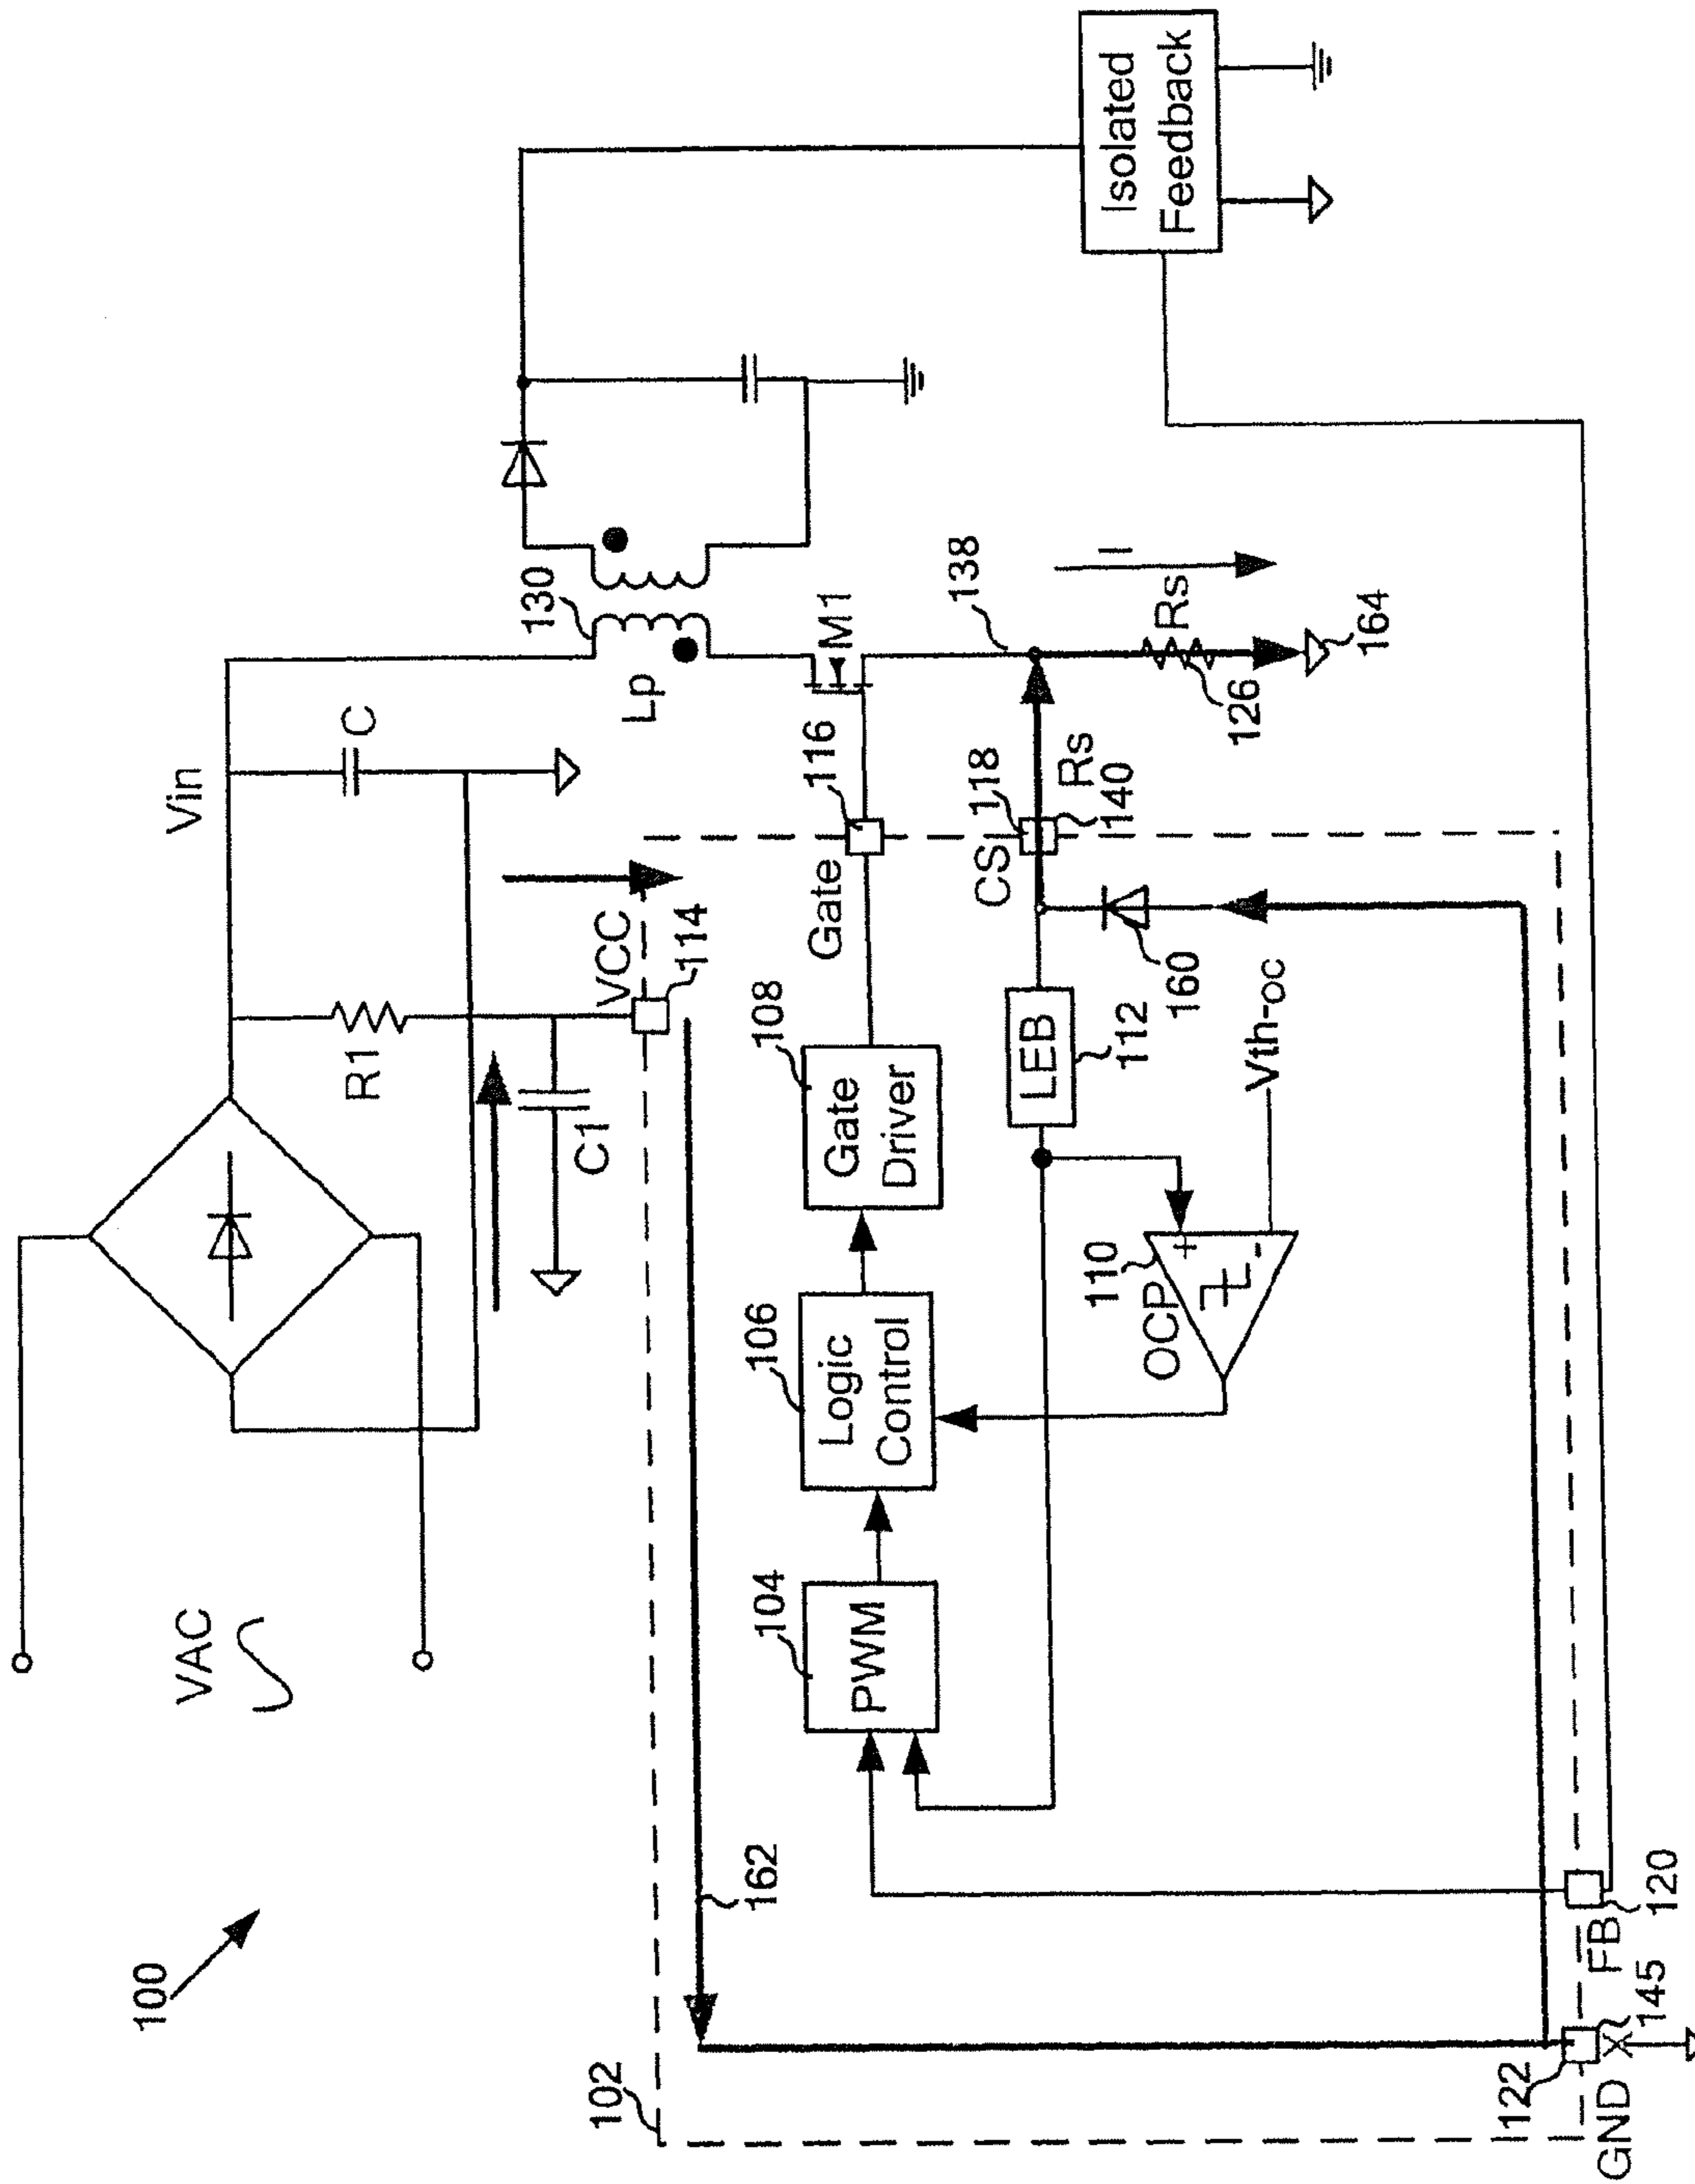 100
VAC
Vin
C
R1
C1
VCC
114
Lp
130
M1
116
Gate
102
162
104
PWM
106
Logic
Control
108
Gate
Driver
118
CS
Rs
140
138
I
Rs
126
164
LEB
112
160
110
OCP
+
-
Vth-oc
Isolated
Feedback
122
GND
145
FB
120